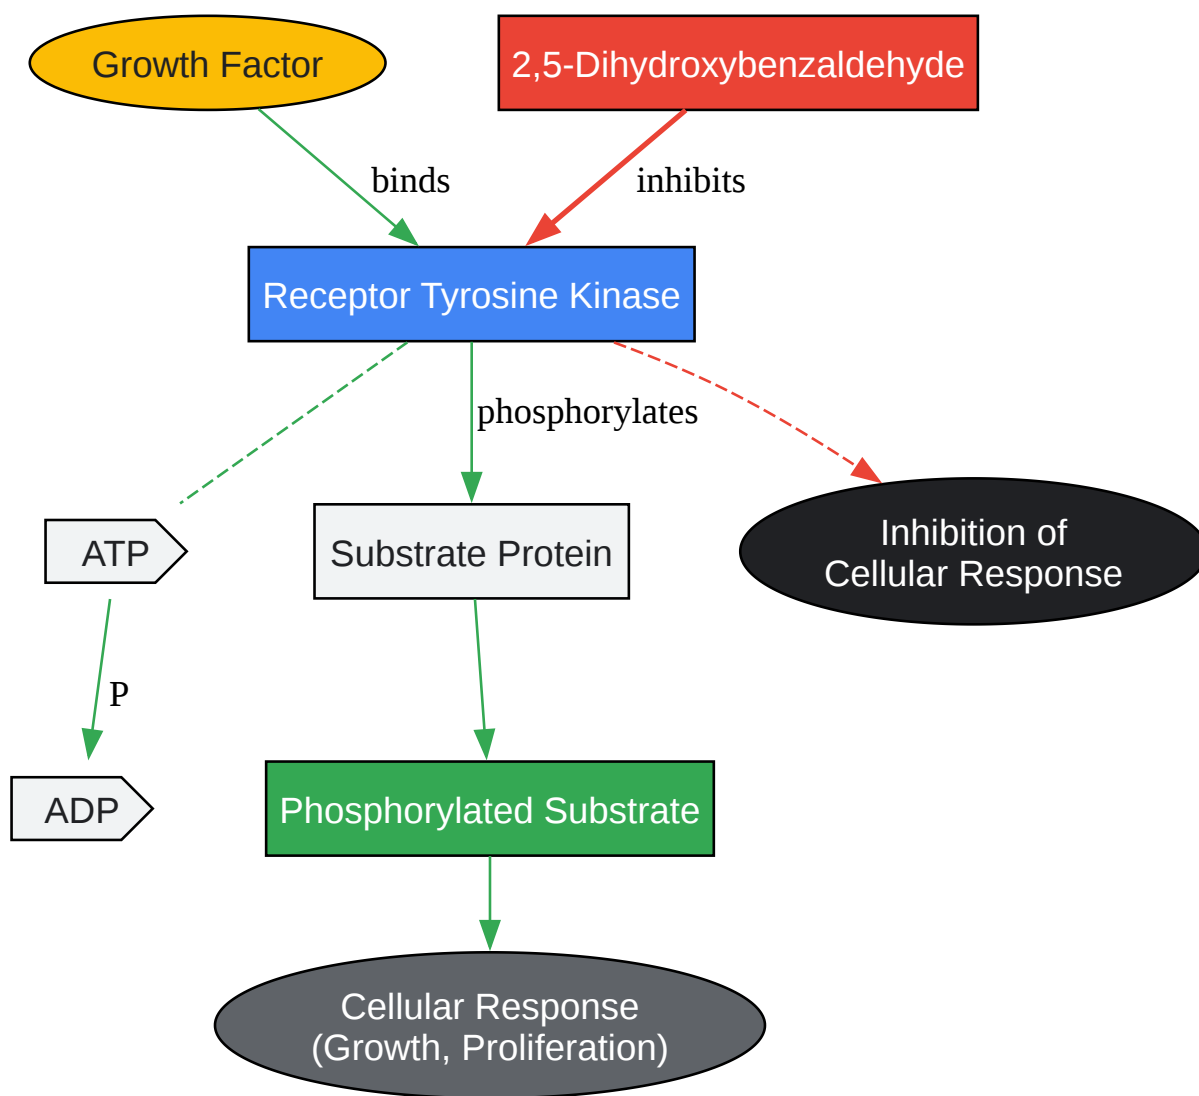 Growth Factor
2,5-Dihydroxybenzaldehyde
binds
inhibits
Receptor Tyrosine Kinase
phosphorylates
ATP
Substrate Protein
Inhibition of
Cellular Response
P
ADP
Phosphorylated Substrate
Cellular Response
(Growth, Proliferation)